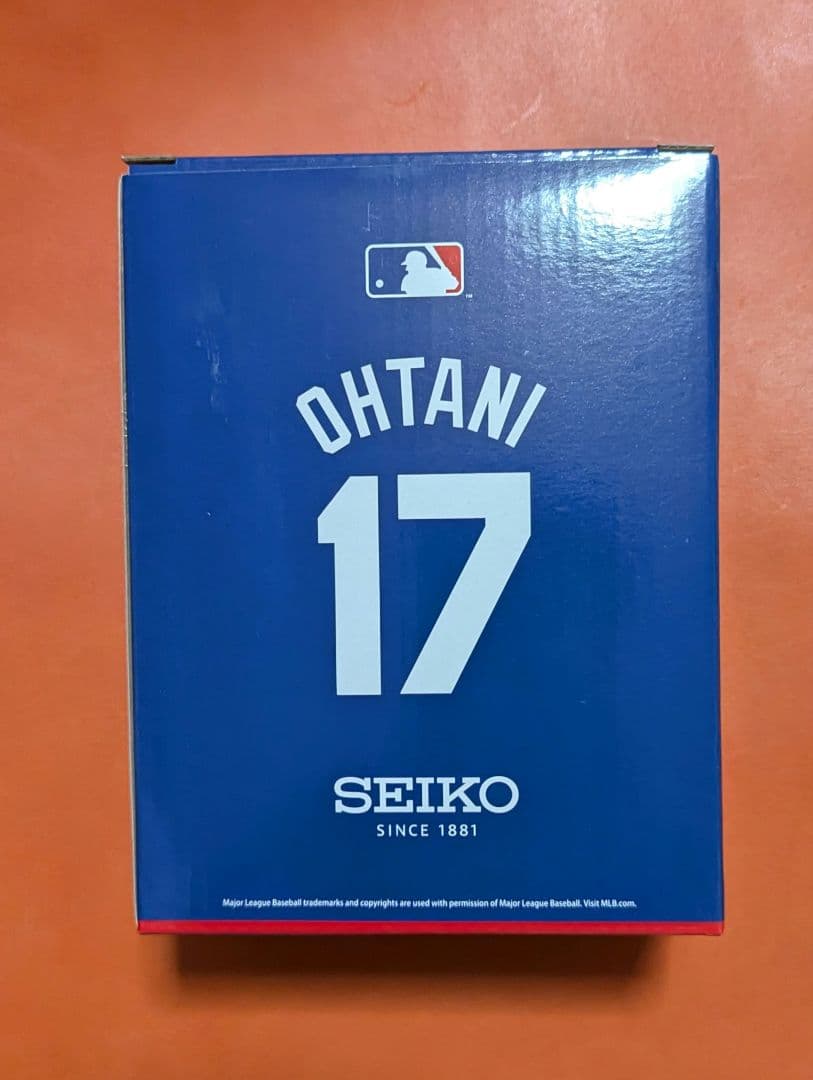 TM
OHTANI
17
SEIKO
SINCE 1881
Major League Baseball trademarks and copyrights are used with permission of Major League Baseball. Visit MLB.com.